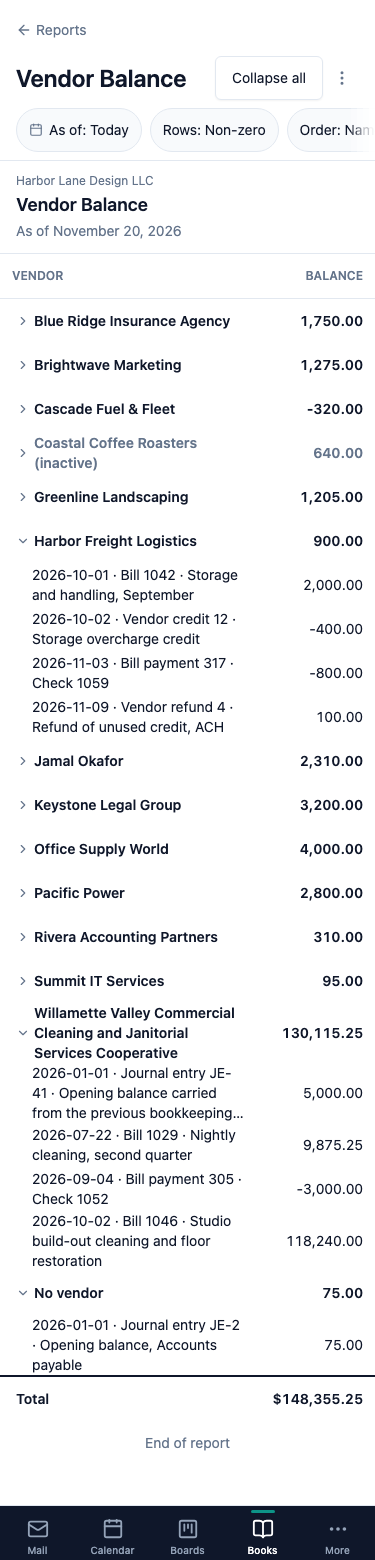 Reports
Vendor Balance
Collapse all
As of: Today
Rows: Non-zero
Order: Nam
Harbor Lane Design LLC
Vendor Balance
As of November 20, 2026
VENDOR BALANCE
Blue Ridge Insurance Agency 1,750.00
Brightwave Marketing 1,275.00
Cascade Fuel & Fleet -320.00
Coastal Coffee Roasters
(inactive) 640.00
Greenline Landscaping 1,205.00
Harbor Freight Logistics 900.00
2026-10-01 · Bill 1042 · Storage
and handling, September 2,000.00
2026-10-02 · Vendor credit 12 ·
Storage overcharge credit -400.00
2026-11-03 · Bill payment 317 ·
Check 1059 -800.00
2026-11-09 · Vendor refund 4 ·
Refund of unused credit, ACH 100.00
Jamal Okafor 2,310.00
Keystone Legal Group 3,200.00
Office Supply World 4,000.00
Pacific Power 2,800.00
Rivera Accounting Partners 310.00
Summit IT Services 95.00
Willamette Valley Commercial
Cleaning and Janitorial 130,115.25
Services Cooperative
2026-01-01 · Journal entry JE-
41 · Opening balance carried 5,000.00
from the previous bookkeeping...
2026-07-22 · Bill 1029 · Nightly
cleaning, second quarter 9,875.25
2026-09-04 · Bill payment 305 ·
Check 1052 -3,000.00
2026-10-02 · Bill 1046 · Studio
build-out cleaning and floor 118,240.00
restoration
No vendor 75.00
2026-01-01 · Journal entry JE-2
· Opening balance, Accounts 75.00
payable
Total $148,355.25
End of report
Mail Calendar Boards Books More